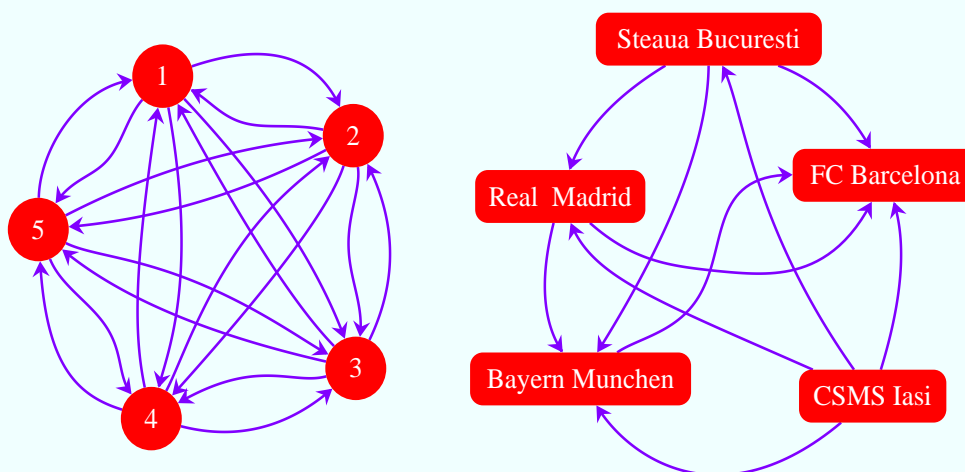 1
2
5
3
4
Steaua Bucuresti
FC Barcelona
Real  Madrid
Bayern Munchen
CSMS Iasi